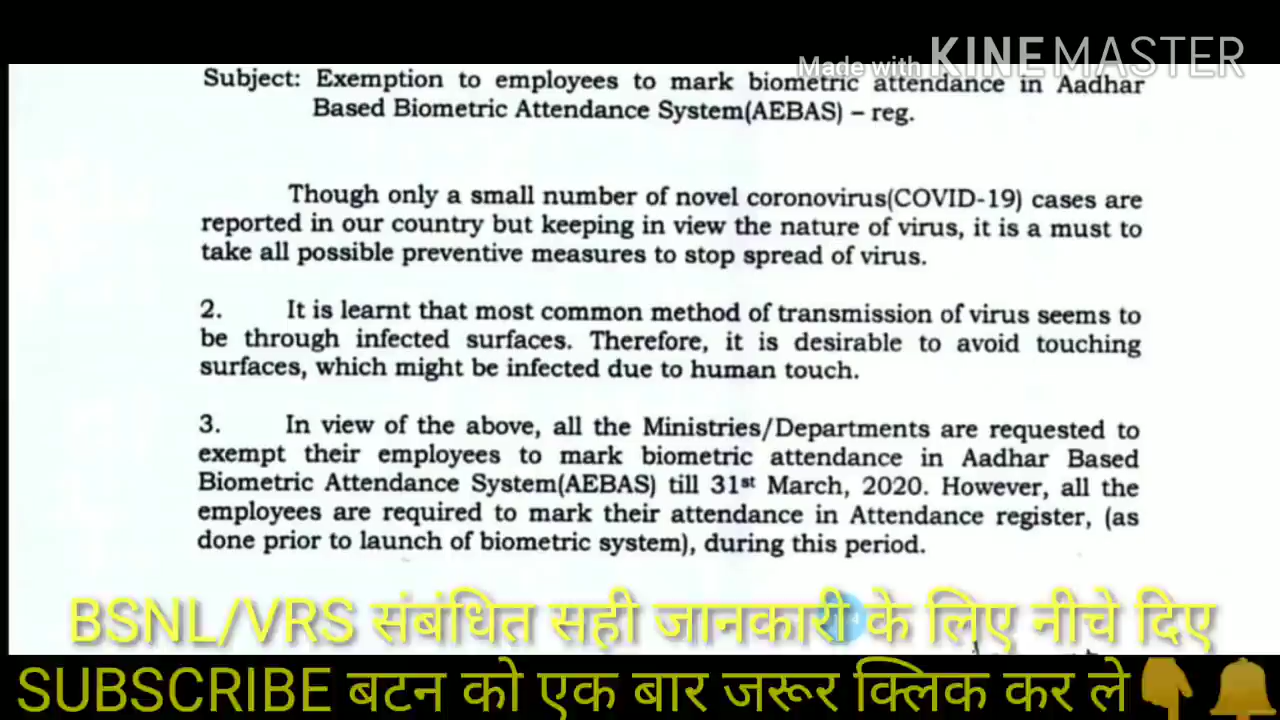 Made with KINEMASTER
Subject: Exemption to employees to mark biometric attendance in Aadhar
Based Biometric Attendance System(AEBAS) – reg.
Though only a small number of novel coronovirus(COVID-19) cases are
reported in our country but keeping in view the nature of virus, it is a must to
take all possible preventive measures to stop spread of virus.
2. It is learnt that most common method of transmission of virus seems to
be through infected surfaces. Therefore, it is desirable to avoid touching
surfaces, which might be infected due to human touch.
3. In view of the above, all the Ministries/Departments are requested to
exempt their employees to mark biometric attendance in Aadhar Based
Biometric Attendance System(AEBAS) till 31st March, 2020. However, all the
employees are required to mark their attendance in Attendance register, (as
done prior to launch of biometric system), during this period.
BSNL/VRS संबंधित सही जानकारी के लिए नीचे दिए
SUBSCRIBE बटन को एक बार जरूर क्लिक कर ले👇🔔